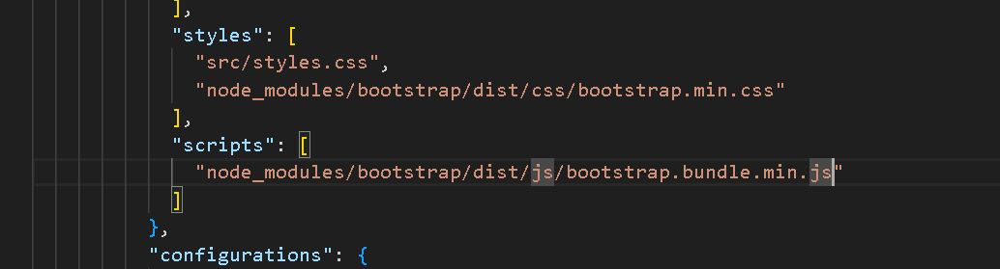 ],
"styles": [
"src/styles.css",
"node_modules/bootstrap/dist/css/bootstrap.min.css"
],
"scripts": [
"node_modules/bootstrap/dist/js/bootstrap.bundle.min.js"
]
},
"configurations": {